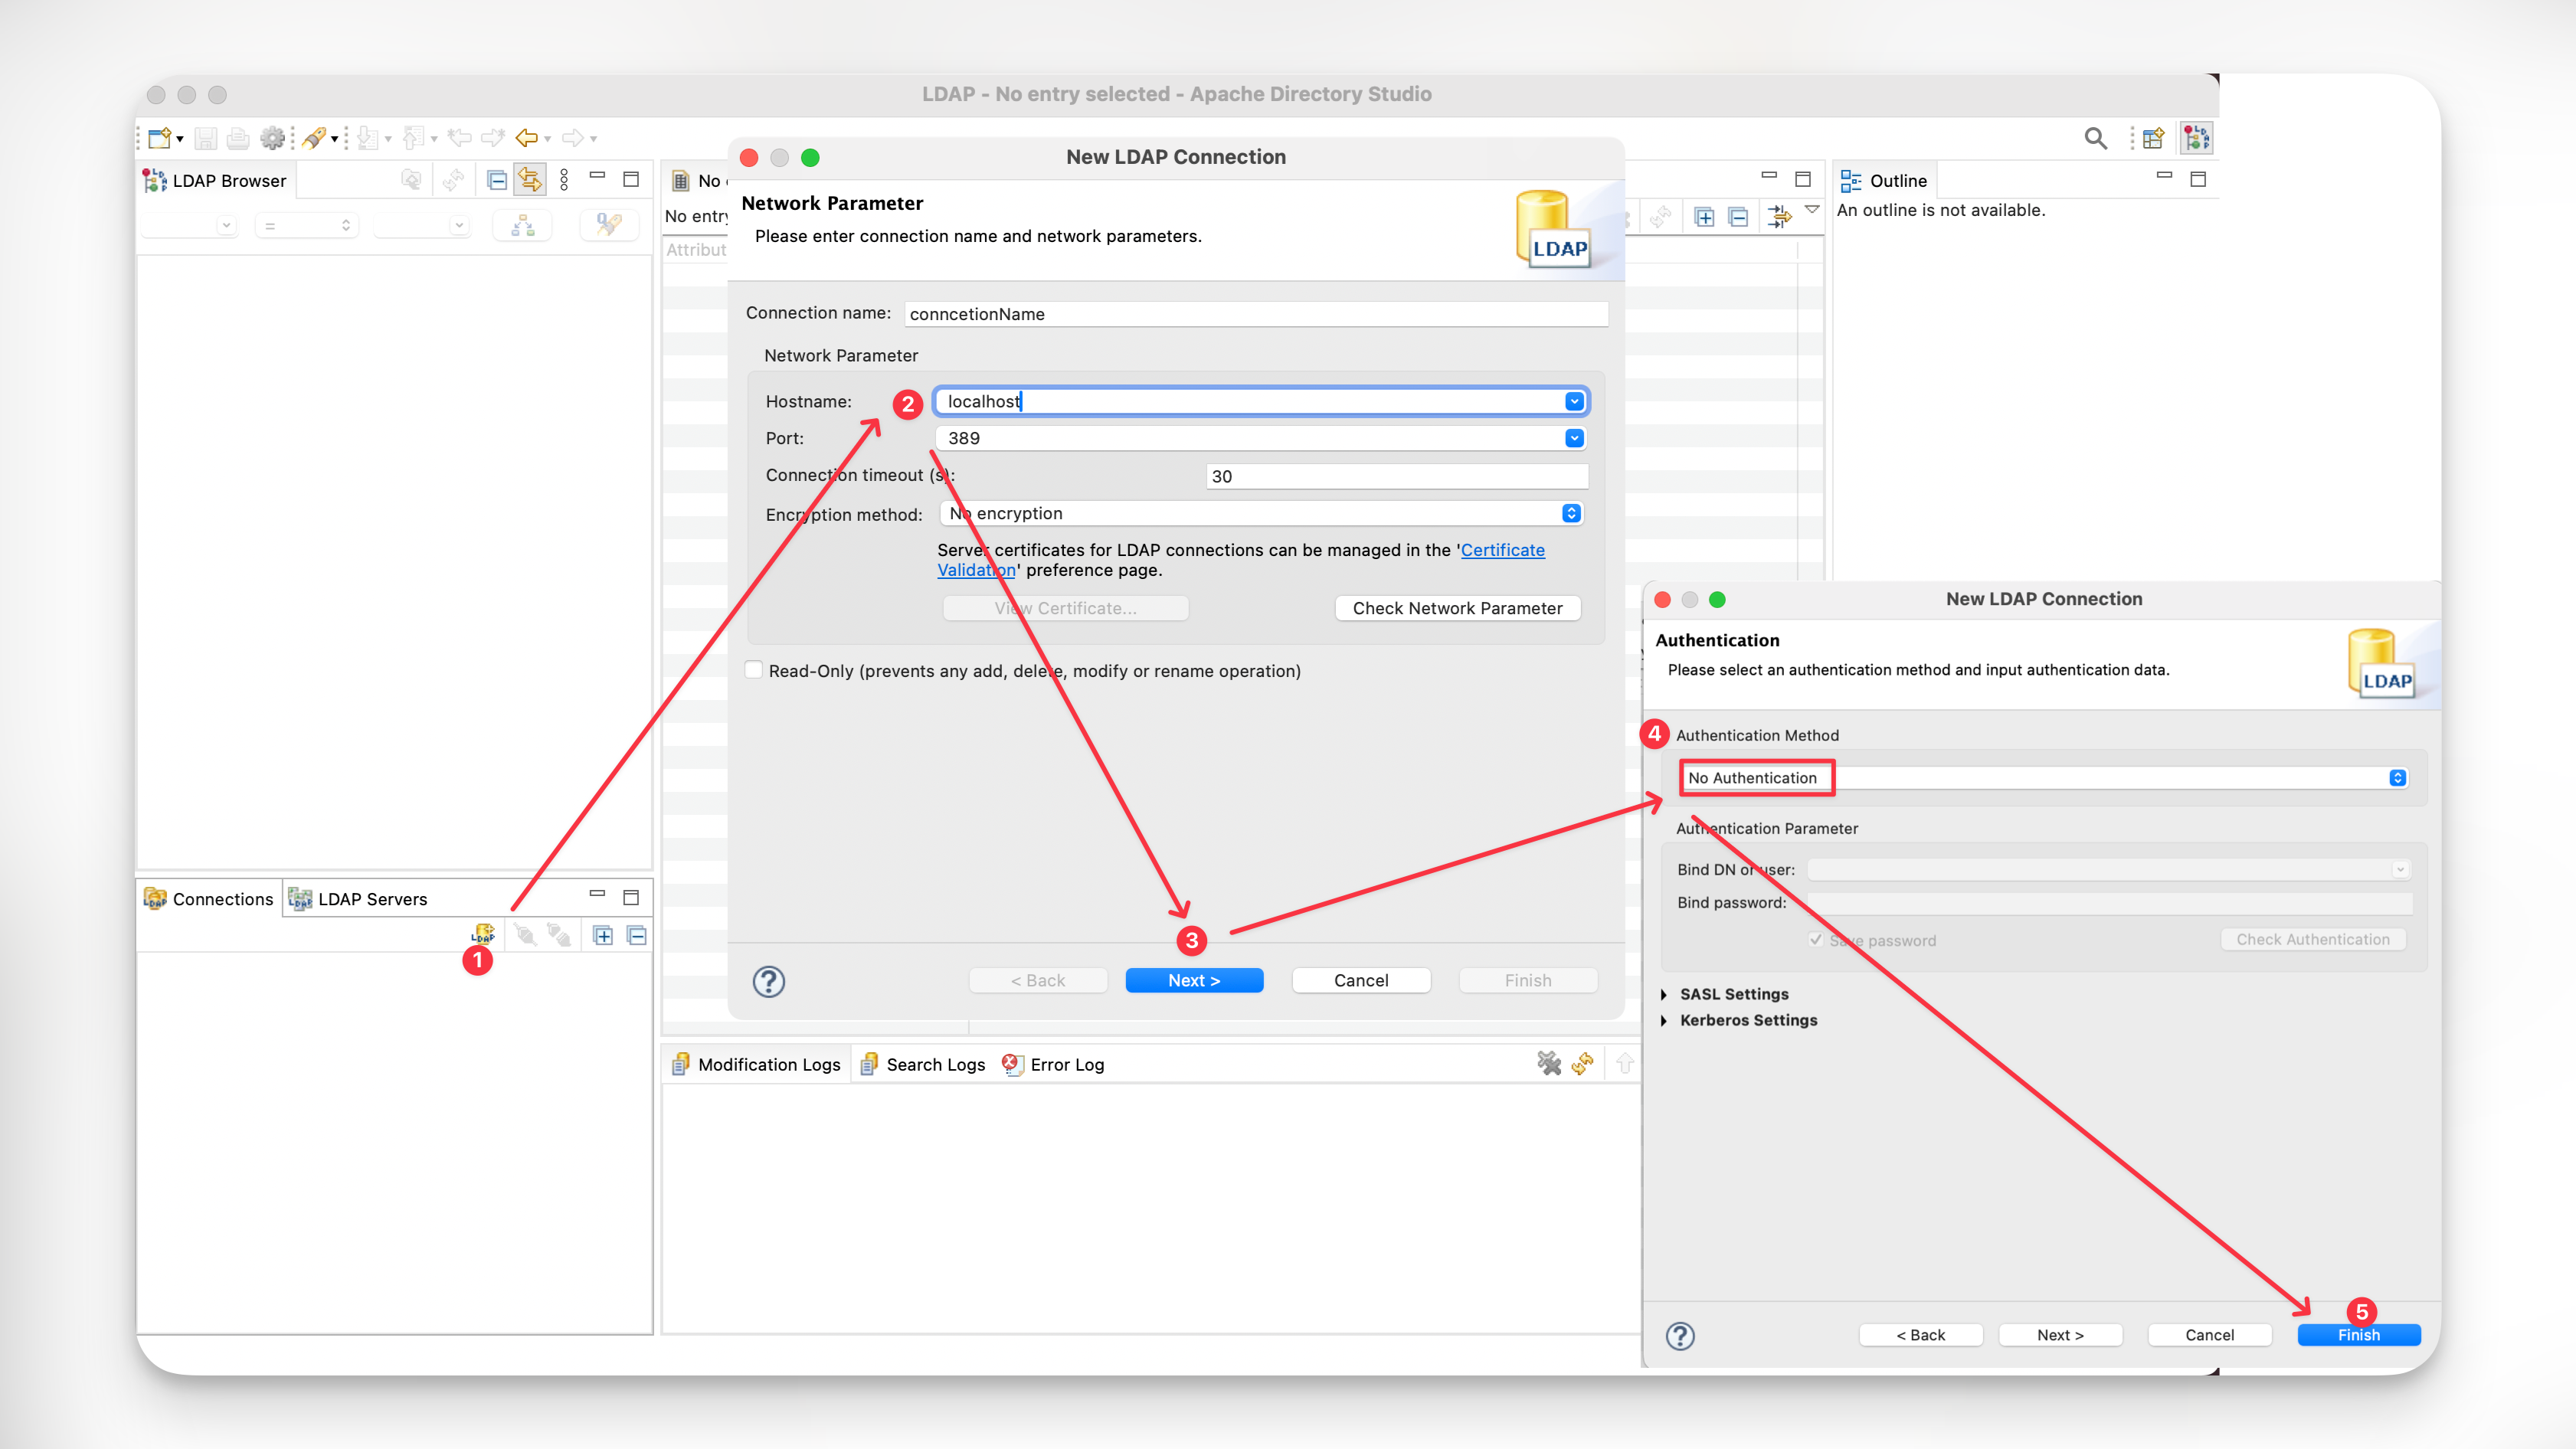 LDAP - No entry selected - Apache Directory Studio
LDAP Browser
=
No
No entry
Attribut
Outline
An outline is not available.
New LDAP Connection
Network Parameter
Please enter connection name and network parameters.
LDAP
Connection name: conncetionName
Network Parameter
Hostname: 2 localhost
Port: 389
Connection timeout (s): 30
Encryption method: No encryption
Server certificates for LDAP connections can be managed in the 'Certificate
Validation' preference page.
View Certificate...
Check Network Parameter
Read-Only (prevents any add, delete, modify or rename operation)
3
< Back
Next >
Cancel
Finish
Connections
LDAP Servers
LDAP
1
Modification Logs
Search Logs
Error Log
New LDAP Connection
Authentication
Please select an authentication method and input authentication data.
LDAP
4 Authentication Method
No Authentication
Authentication Parameter
Bind DN or user:
Bind password:
Save password
Check Authentication
SASL Settings
Kerberos Settings
5
< Back
Next >
Cancel
Finish